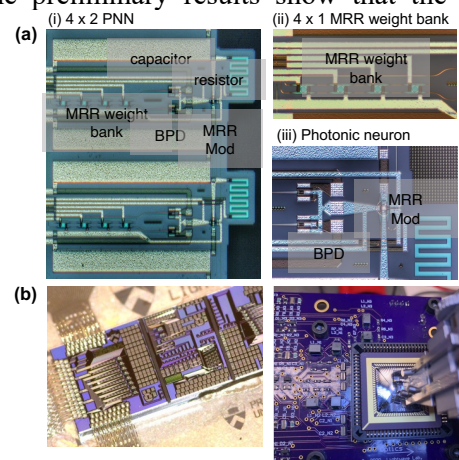 e preliminary results show that the
(i) 4 x 2 PNN
(ii) 4 x 1 MRR weight bank
(a)
capacitor
resistor
MRR weight
bank
BPD
MRR
Mod
MRR weight
bank
(iii) Photonic neuron
MRR
Mod
BPD
(b)